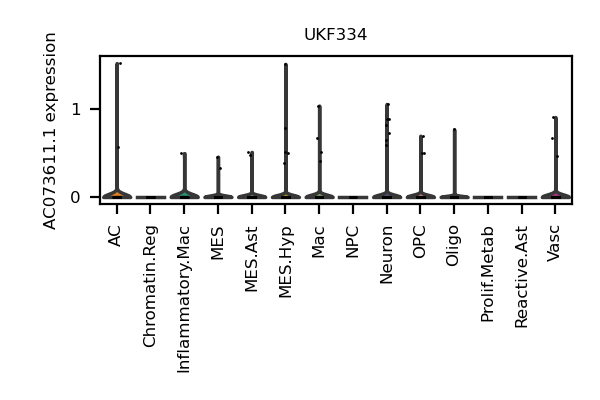 UKF334
AC073611.1 expression
1
0
AC
Chromatin.Reg
Inflammatory.Mac
MES
MES.Ast
MES.Hyp
Mac
NPC
Neuron
OPC
Oligo
Prolif.Metab
Reactive.Ast
Vasc